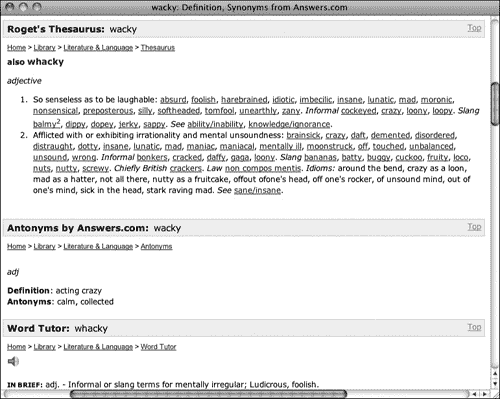 wacky: Definition, Synonyms from Answers.com
Roget's Thesaurus: wacky Top
Home > Library > Literature & Language > Thesaurus
also whacky
adjective
1. So senseless as to be laughable: absurd, foolish, harebrained, idiotic, imbecilic, insane, lunatic, mad, moronic,
nonsensical, preposterous, silly, softheaded, tomfool, unearthly, zany. Informal cockeyed, crazy, loony, loopy. Slang
balmy2, dippy, dopey, jerky, sappy. See ability/inability, knowledge/ignorance.
2. Afflicted with or exhibiting irrationality and mental unsoundness: brainsick, crazy, daft, demented, disordered,
distraught, dotty, insane, lunatic, mad, maniac, maniacal, mentally ill, moonstruck, off, touched, unbalanced,
unsound, wrong. Informal bonkers, cracked, daffy, gaga, loony. Slang bananas, batty, buggy, cuckoo, fruity, loco,
nuts, nutty, screwy. Chiefly British crackers. Law non compos mentis. Idioms: around the bend, crazy as a loon,
mad as a hatter, not all there, nutty as a fruitcake, offout ofone's head, off one's rocker, of unsound mind, out of
one's mind, sick in the head, stark raving mad. See sane/insane.
Antonyms by Answers.com: wacky Top
Home > Library > Literature & Language > Antonyms
adj
Definition: acting crazy
Antonyms: calm, collected
Word Tutor: whacky Top
Home > Library > Literature & Language > Word Tutor
IN BRIEF: adj. - Informal or slang terms for mentally irregular; Ludicrous, foolish.